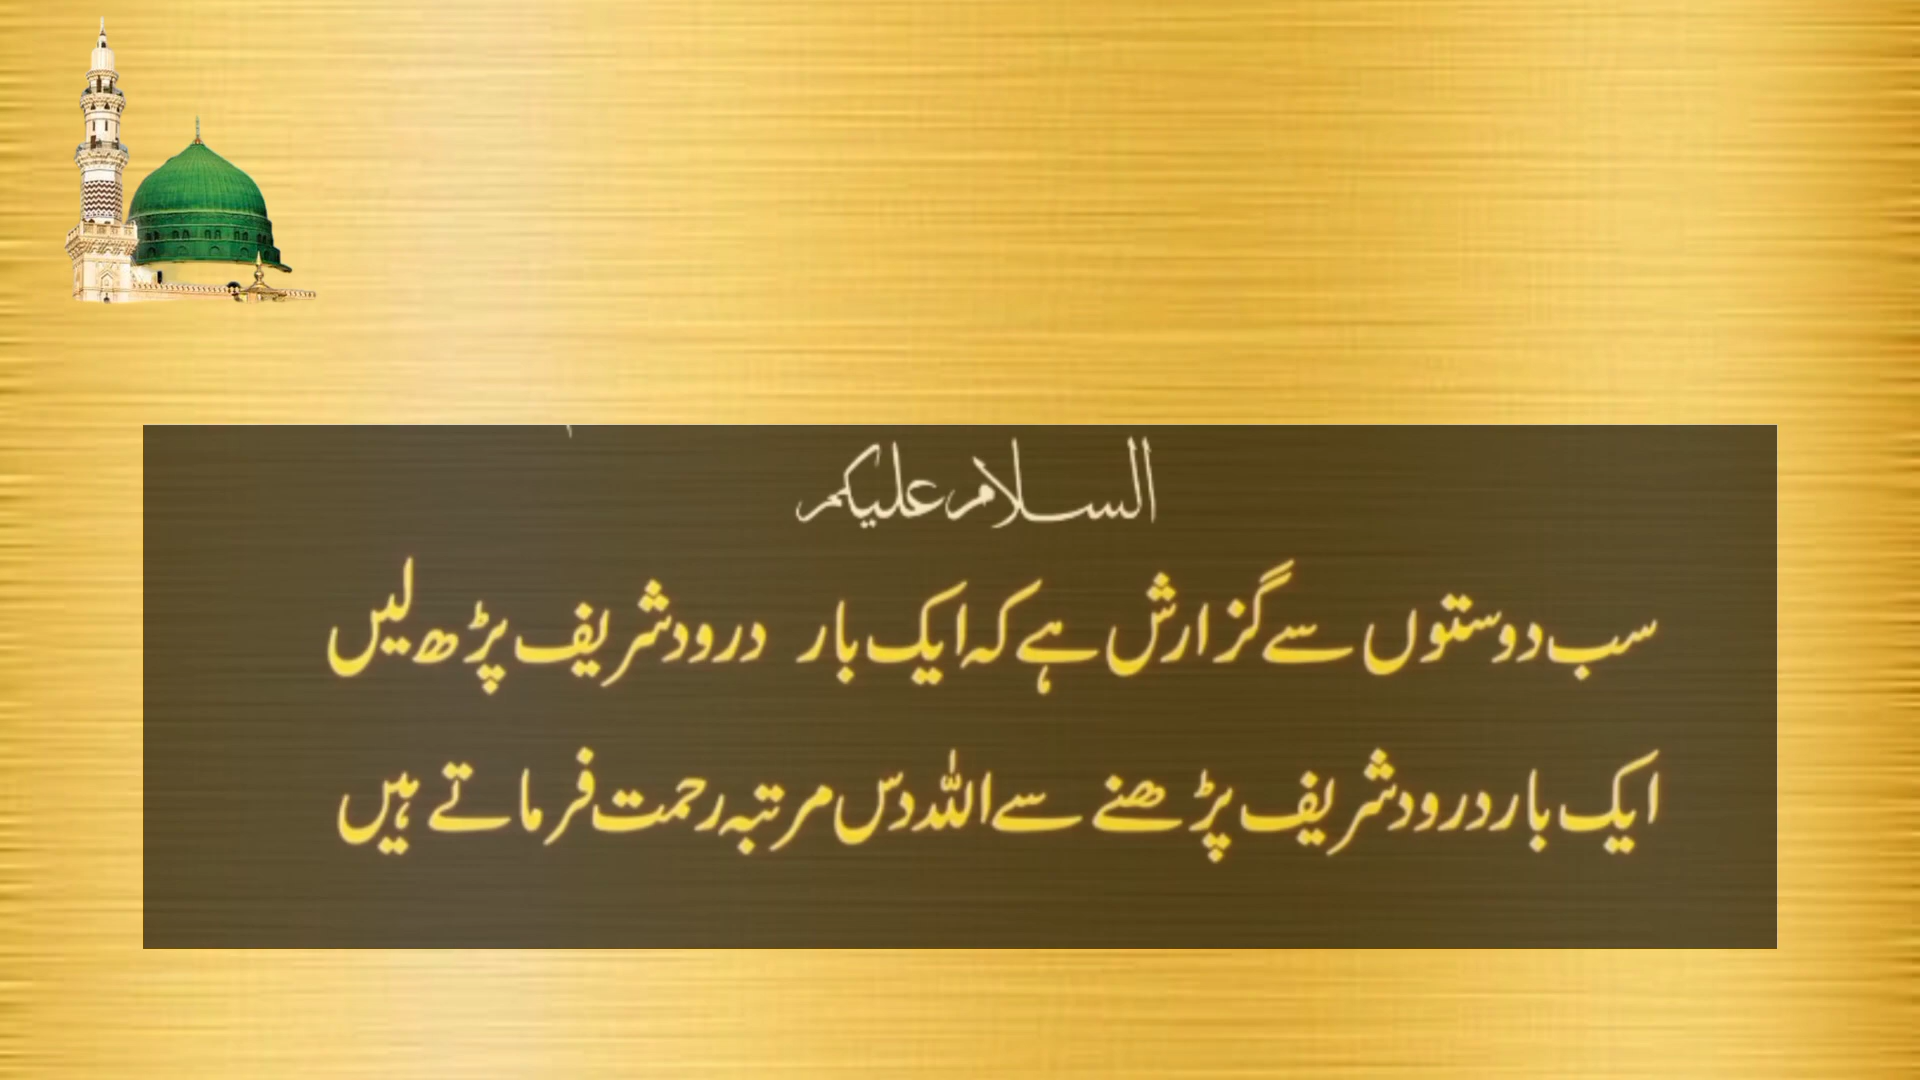 السلام علیکم
سب دوستوں سے گزارش ہے کہ ایک بار درود شریف پڑھ لیں
ایک بار درود شریف پڑھنے سے اللہ دس مرتبہ رحمت فرماتے ہیں